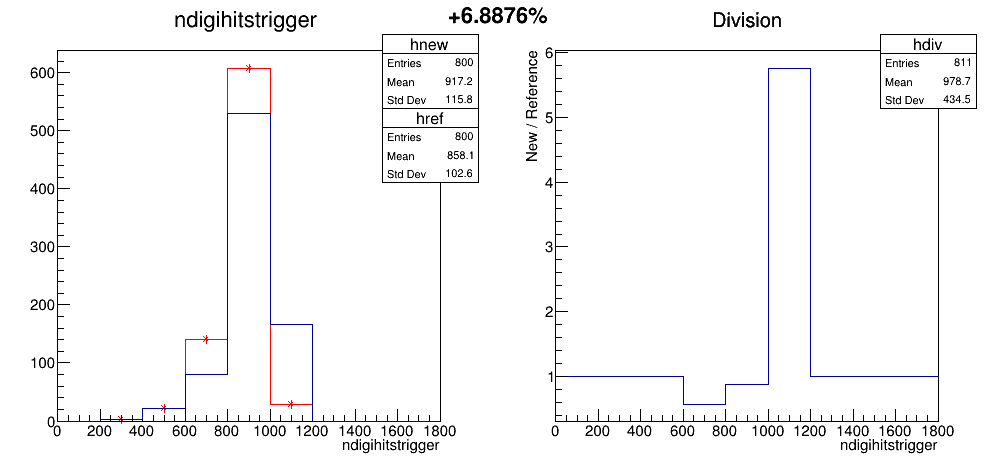 +6.8876%
ndigihitstrigger
hnew
Entries 800
Mean 917.2
Std Dev 115.8
href
Entries 800
Mean 858.1
Std Dev 102.6
600
500
400
300
200
100
0
0 200 400 600 800 1000 1200 1400 1600 1800
ndigihitstrigger
Division
hdiv
Entries 811
Mean 978.7
Std Dev 434.5
New / Reference
6
5
4
3
2
1
0 200 400 600 800 1000 1200 1400 1600 1800
ndigihitstrigger